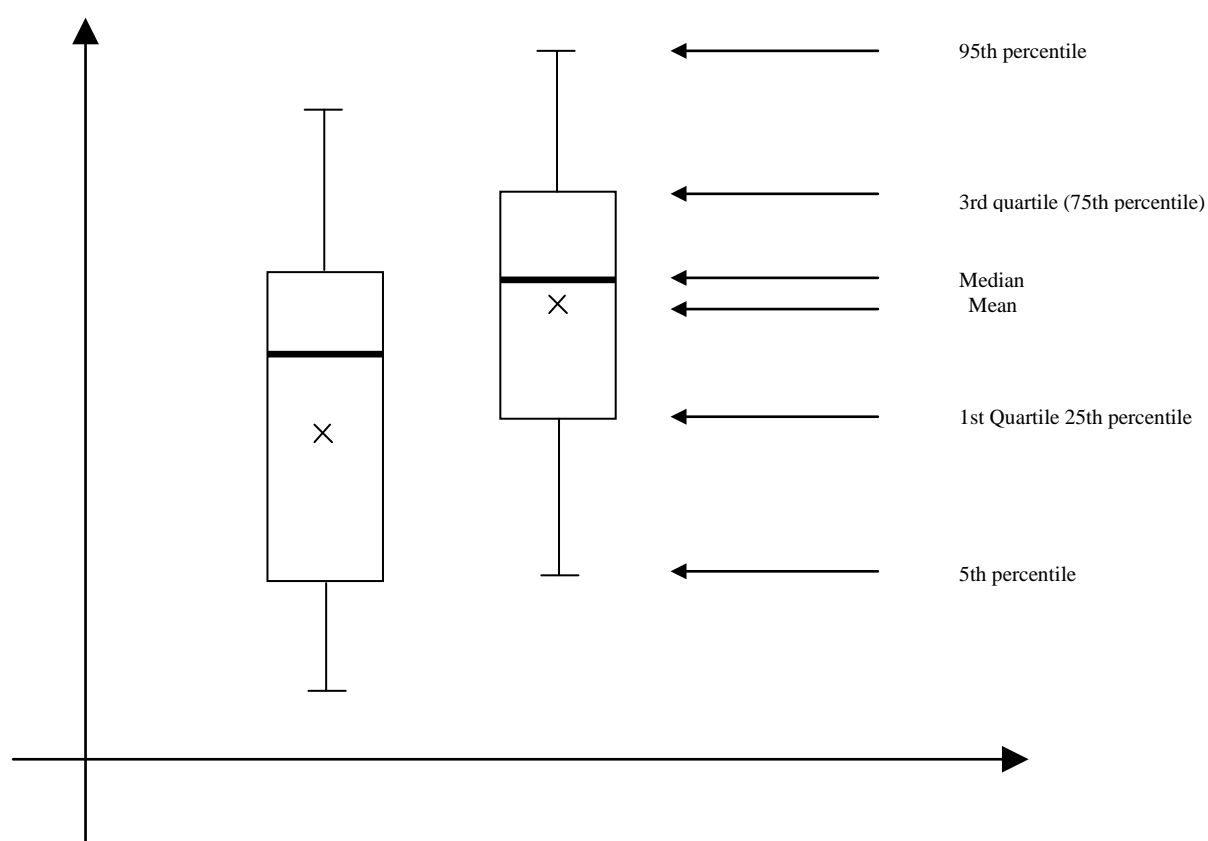 95th percentile
3rd quartile (75th percentile)
Median
Mean
1st Quartile 25th percentile
5th percentile